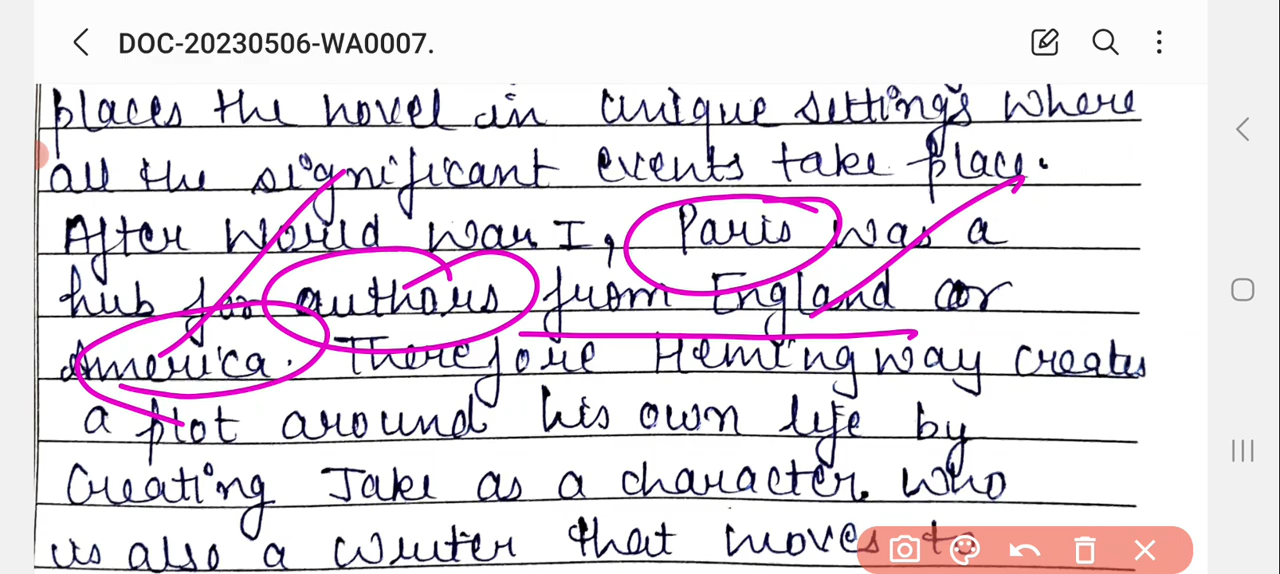 DOC-20230506-WA0007.
places the novel in unique settings where
all the significant events take place.
After World War I, Paris was a
hub for authors from England or
America. Therefore Hemingway creates
a plot around his own life by
creating Jake as a character. who
is also a writer that moves to